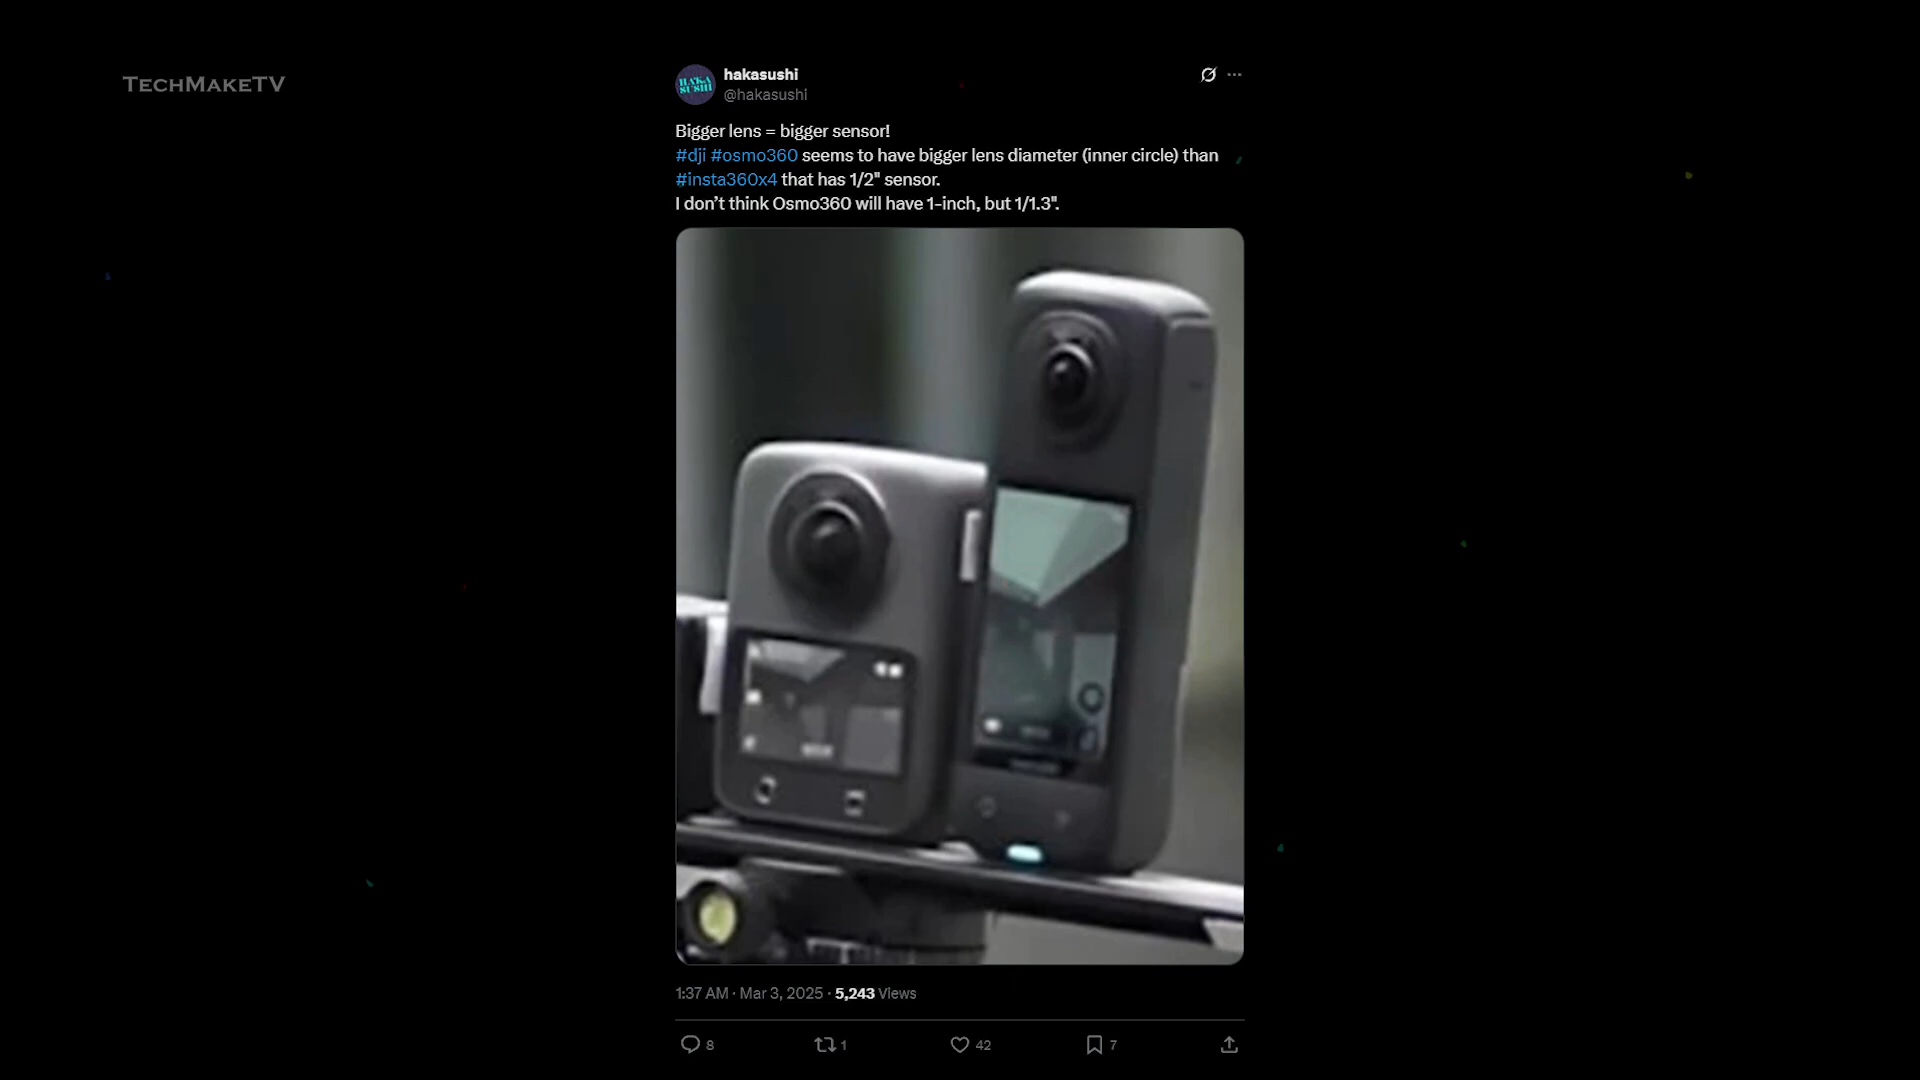 TECHMAKETV
HAKA
SUSHI
hakasushi
@hakasushi
Bigger lens = bigger sensor!
#dji #osmo360 seems to have bigger lens diameter (inner circle) than
#insta360x4 that has 1/2" sensor.
I don’t think Osmo360 will have 1-inch, but 1/1.3".
1:37 AM · Mar 3, 2025 · 5,243 Views
8 1 42 7